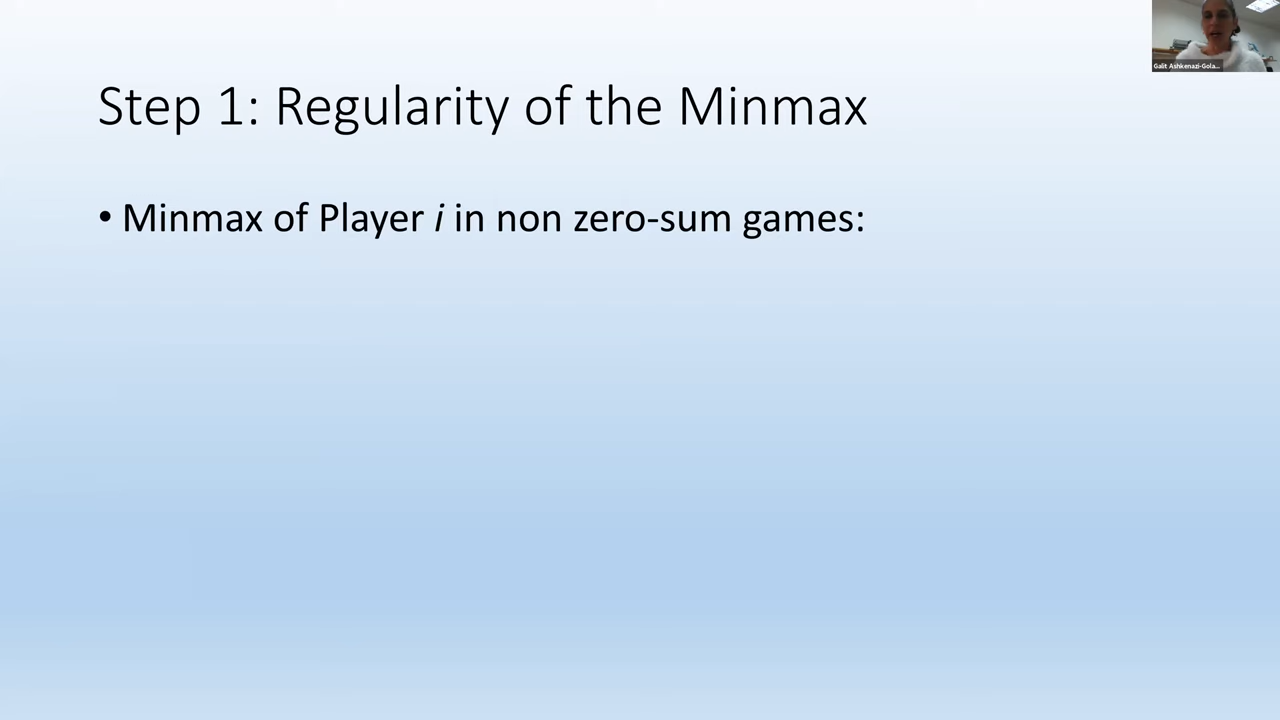 Galit Ashkenazi-Gola...
Step 1: Regularity of the Minmax
• Minmax of Player i in non zero-sum games: